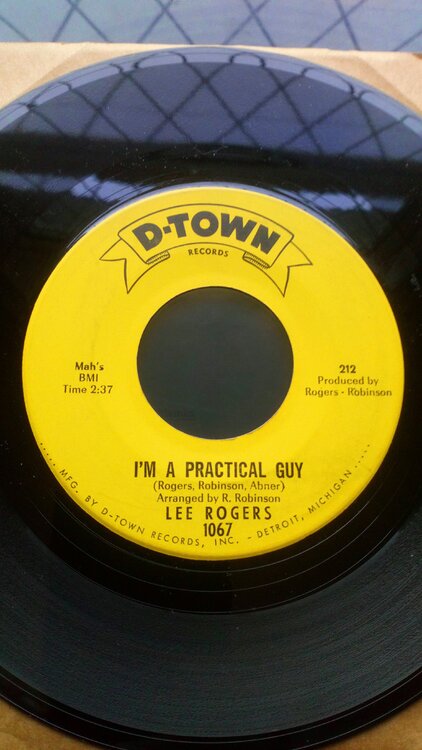 D-TOWN
RECORDS
Mah's
BMI
Time 2:37
212
Produced by
Rogers - Robinson
I'M A PRACTICAL GUY
(Rogers, Robinson, Abner)
Arranged by R. Robinson
LEE ROGERS
1067
.....MFG. BY D-TOWN RECORDS, INC. - DETROIT, MICHIGAN.....